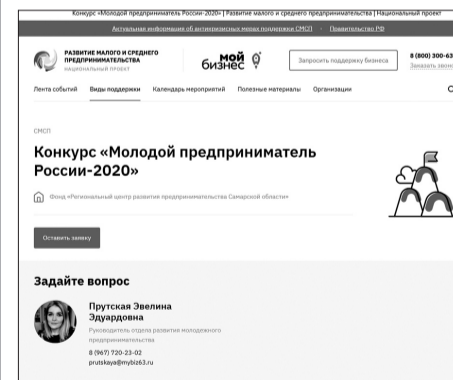 Конкурс «Молодой предприниматель России-2020» | Развитие малого и среднего предпринимательства | Национальный проект
Актуальная информация об антикризисных мерах поддержки СМСП · Правительство РФ
РАЗВИТИЕ МАЛОГО И СРЕДНЕГО
ПРЕДПРИНИМАТЕЛЬСТВА
НАЦИОНАЛЬНЫЙ ПРОЕКТ
мой
бизнес
Запросить поддержку бизнеса
8 (800) 300-63
Заказать звон
Лента событий Виды поддержки Календарь мероприятий Полезные материалы Организации
СМСП
Конкурс «Молодой предприниматель
России-2020»
Фонд «Региональный центр развития предпринимательства Самарской области»
Оставить заявку
Задайте вопрос
Прутская Эвелина
Эдуардовна
Руководитель отдела развития молодежного
предпринимательства
8 (967) 720-23-02
prutskaya@mybiz63.ru